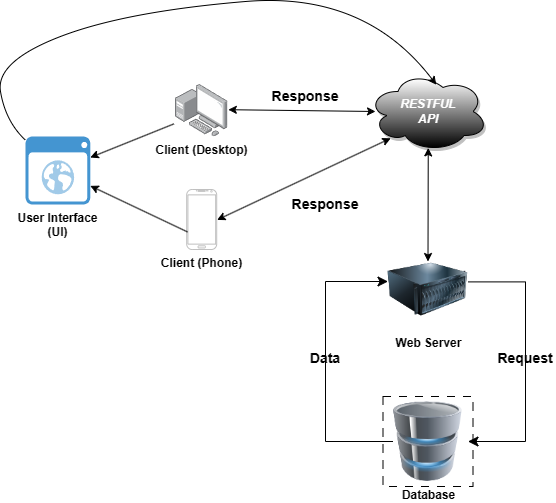 Response
RESTFUL
API
Client (Desktop)
User Interface
(UI)
Response
Client (Phone)
Web Server
Data
Request
Database